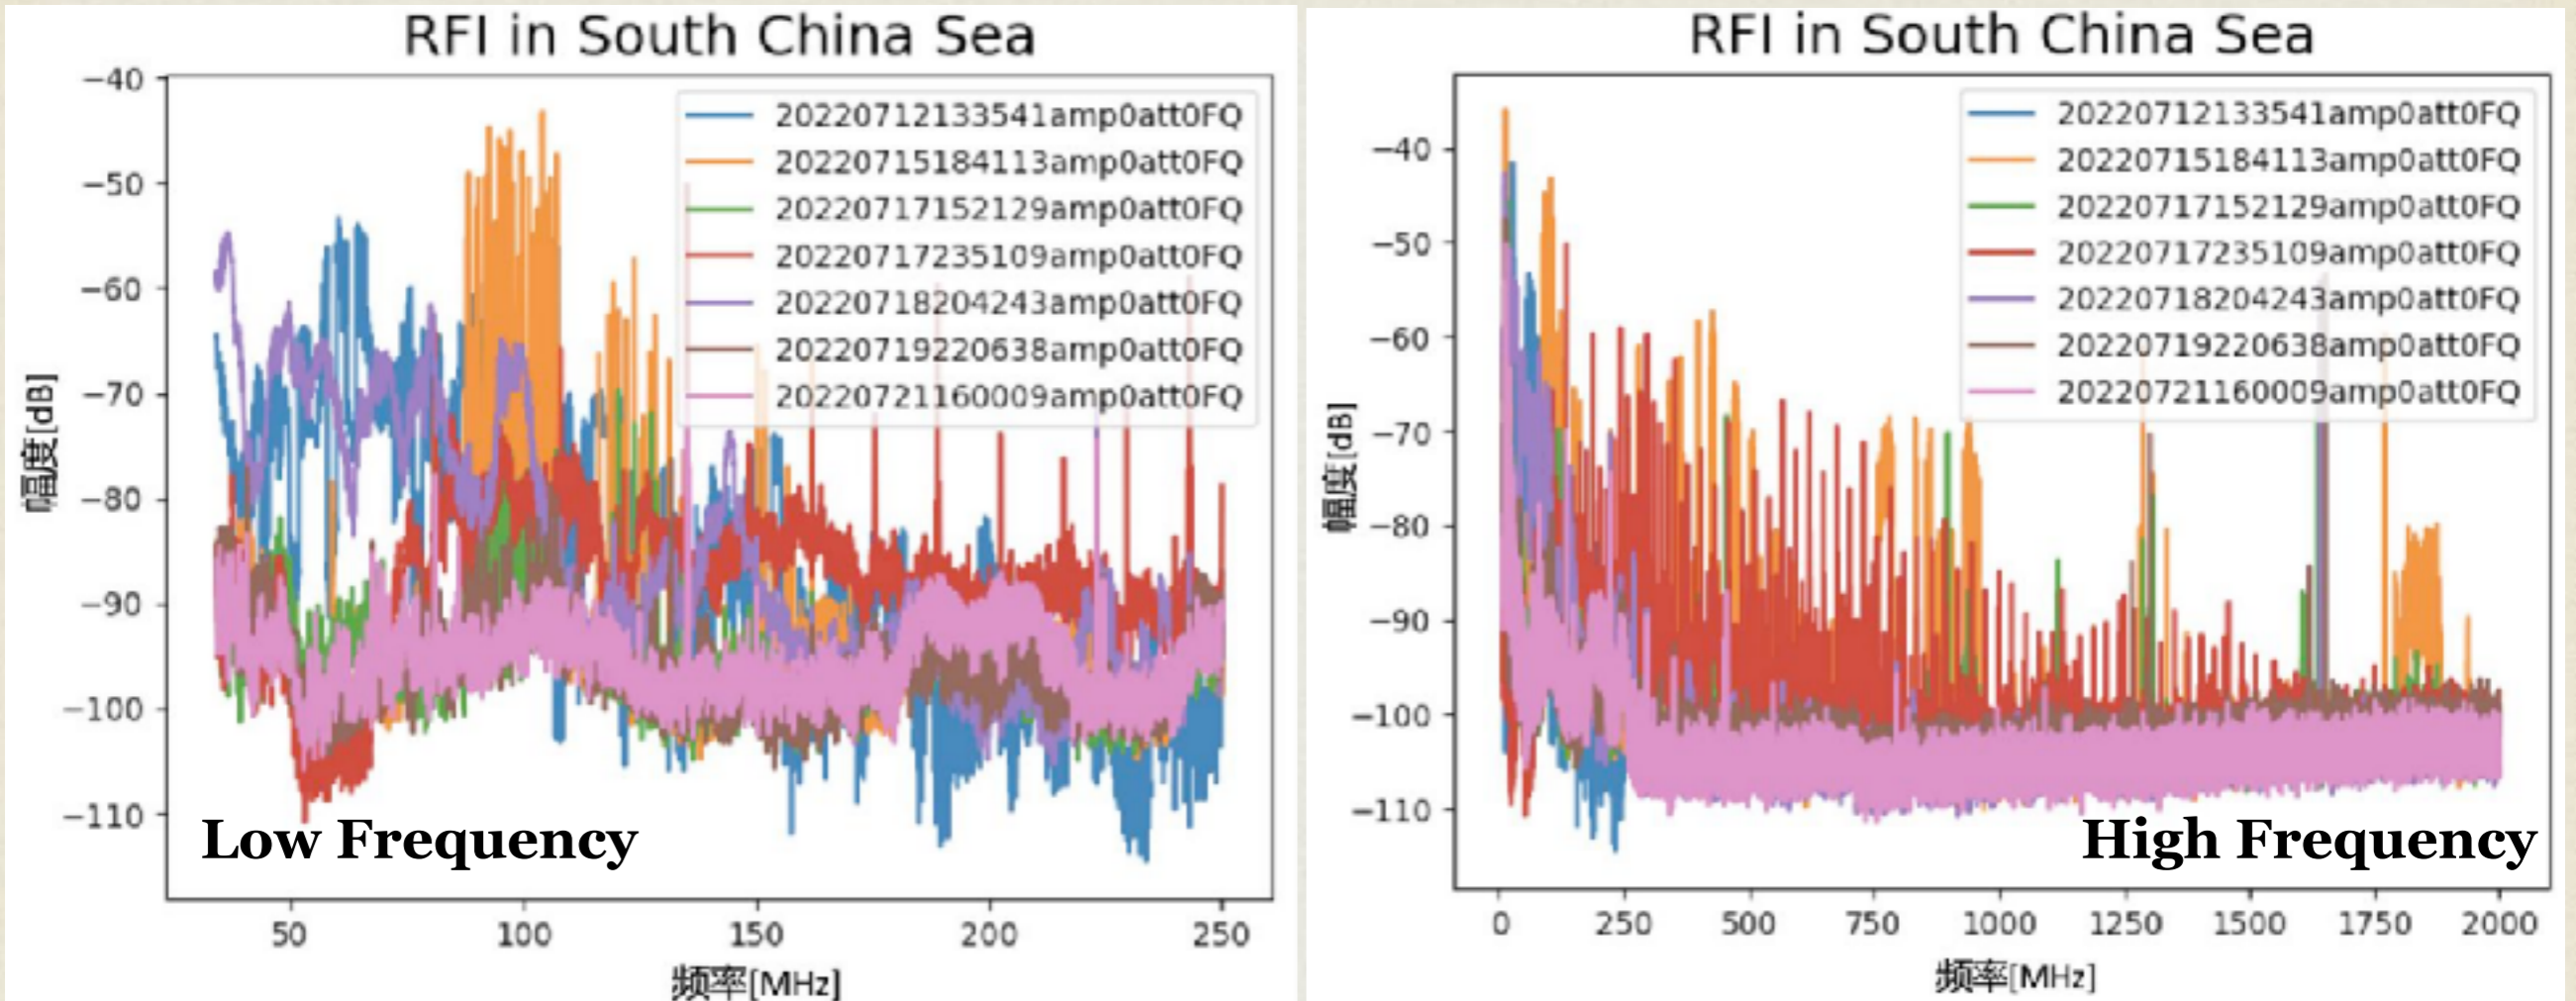 RFI in South China Sea
−40
−50
−60
−70
−80
−90
−100
−110
幅度[dB]
20220712133541amp0att0FQ
20220715184113amp0att0FQ
20220717152129amp0att0FQ
20220717235109amp0att0FQ
20220718204243amp0att0FQ
20220719220638amp0att0FQ
20220721160009amp0att0FQ
Low Frequency
50 100 150 200 250
频率[MHz]
RFI in South China Sea
−40
−50
−60
−70
−80
−90
−100
−110
幅度[dB]
20220712133541amp0att0FQ
20220715184113amp0att0FQ
20220717152129amp0att0FQ
20220717235109amp0att0FQ
20220718204243amp0att0FQ
20220719220638amp0att0FQ
20220721160009amp0att0FQ
High Frequency
0 250 500 750 1000 1250 1500 1750 2000
频率[MHz]